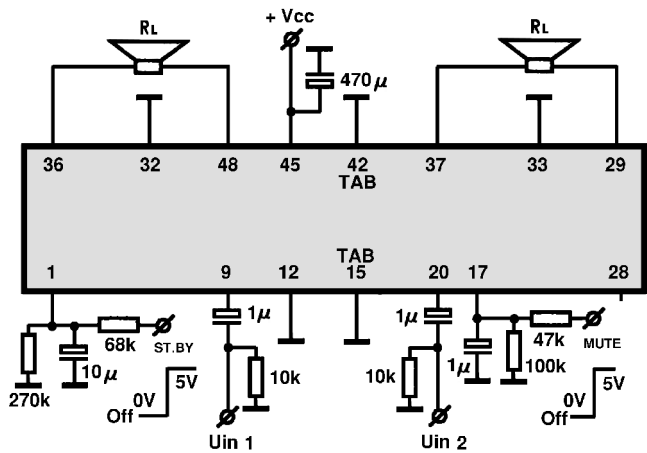 RL
+ Vcc
RL
470 μ
36 32 48 45 42 37 33 29
TAB
TAB
1 9 12 15 20 17 28
1μ
1μ
68k
ST.BY
10 μ
270k
10k
10k
1μ
47k
MUTE
100k
0V
5V
Off
0V
5V
Off
Uin 1
Uin 2